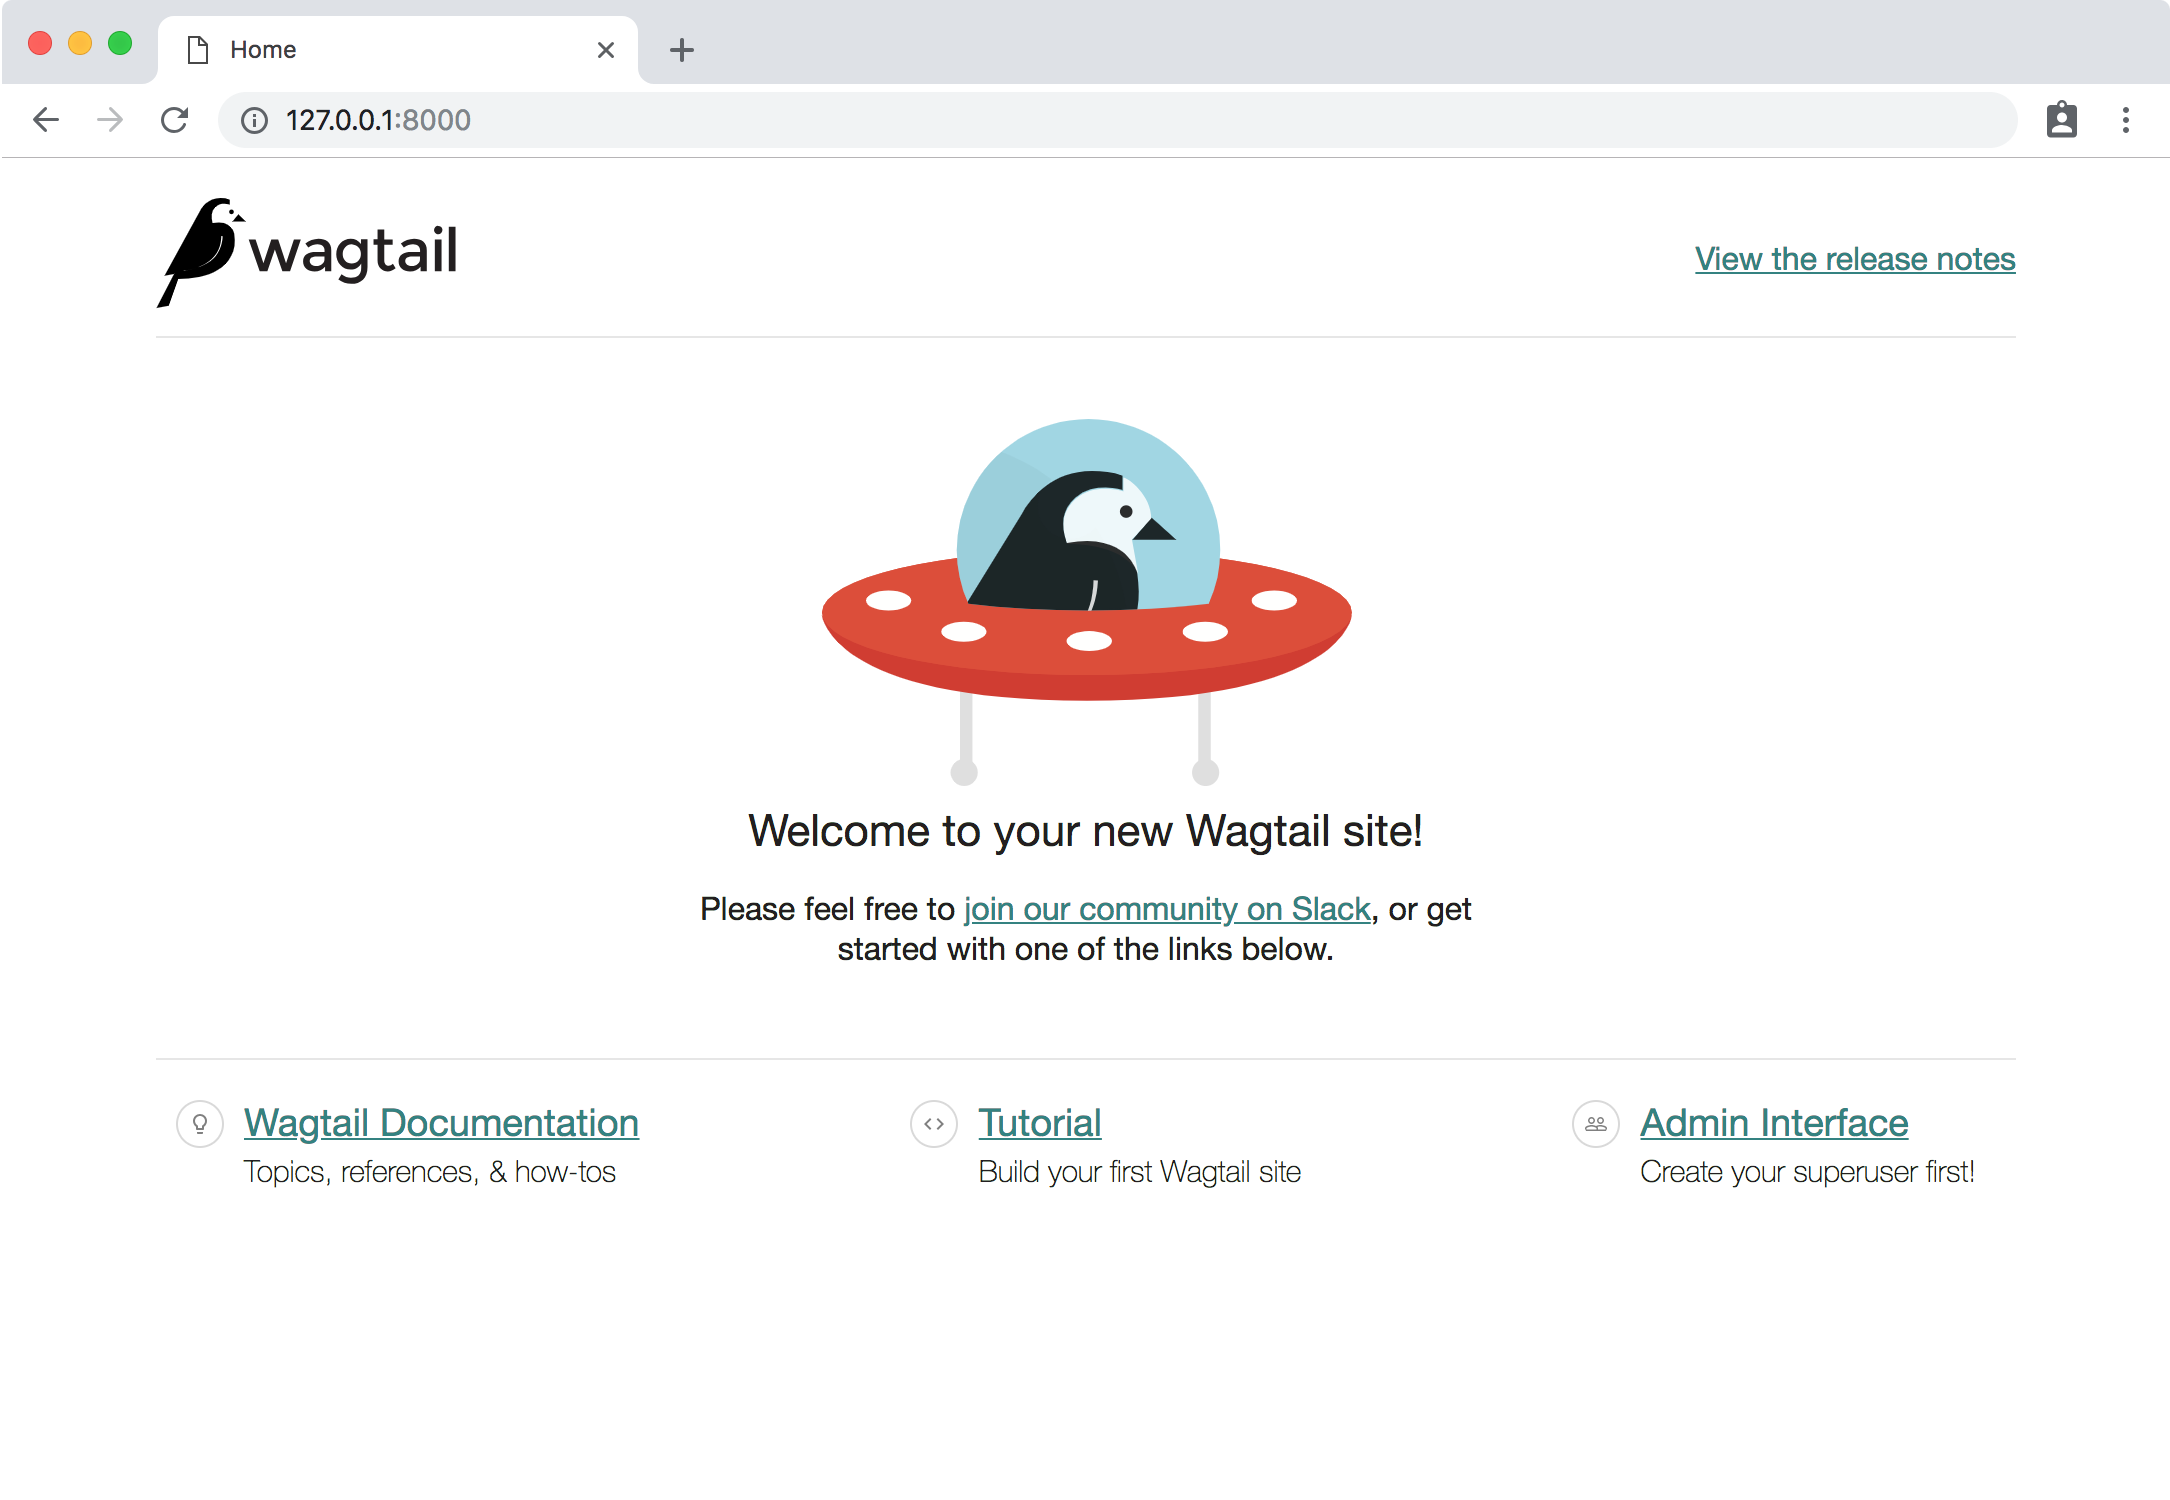 Home
127.0.0.1:8000
wagtail
View the release notes
Welcome to your new Wagtail site!
Please feel free to join our community on Slack, or get
started with one of the links below.
Wagtail Documentation
Topics, references, & how-tos
Tutorial
Build your first Wagtail site
Admin Interface
Create your superuser first!